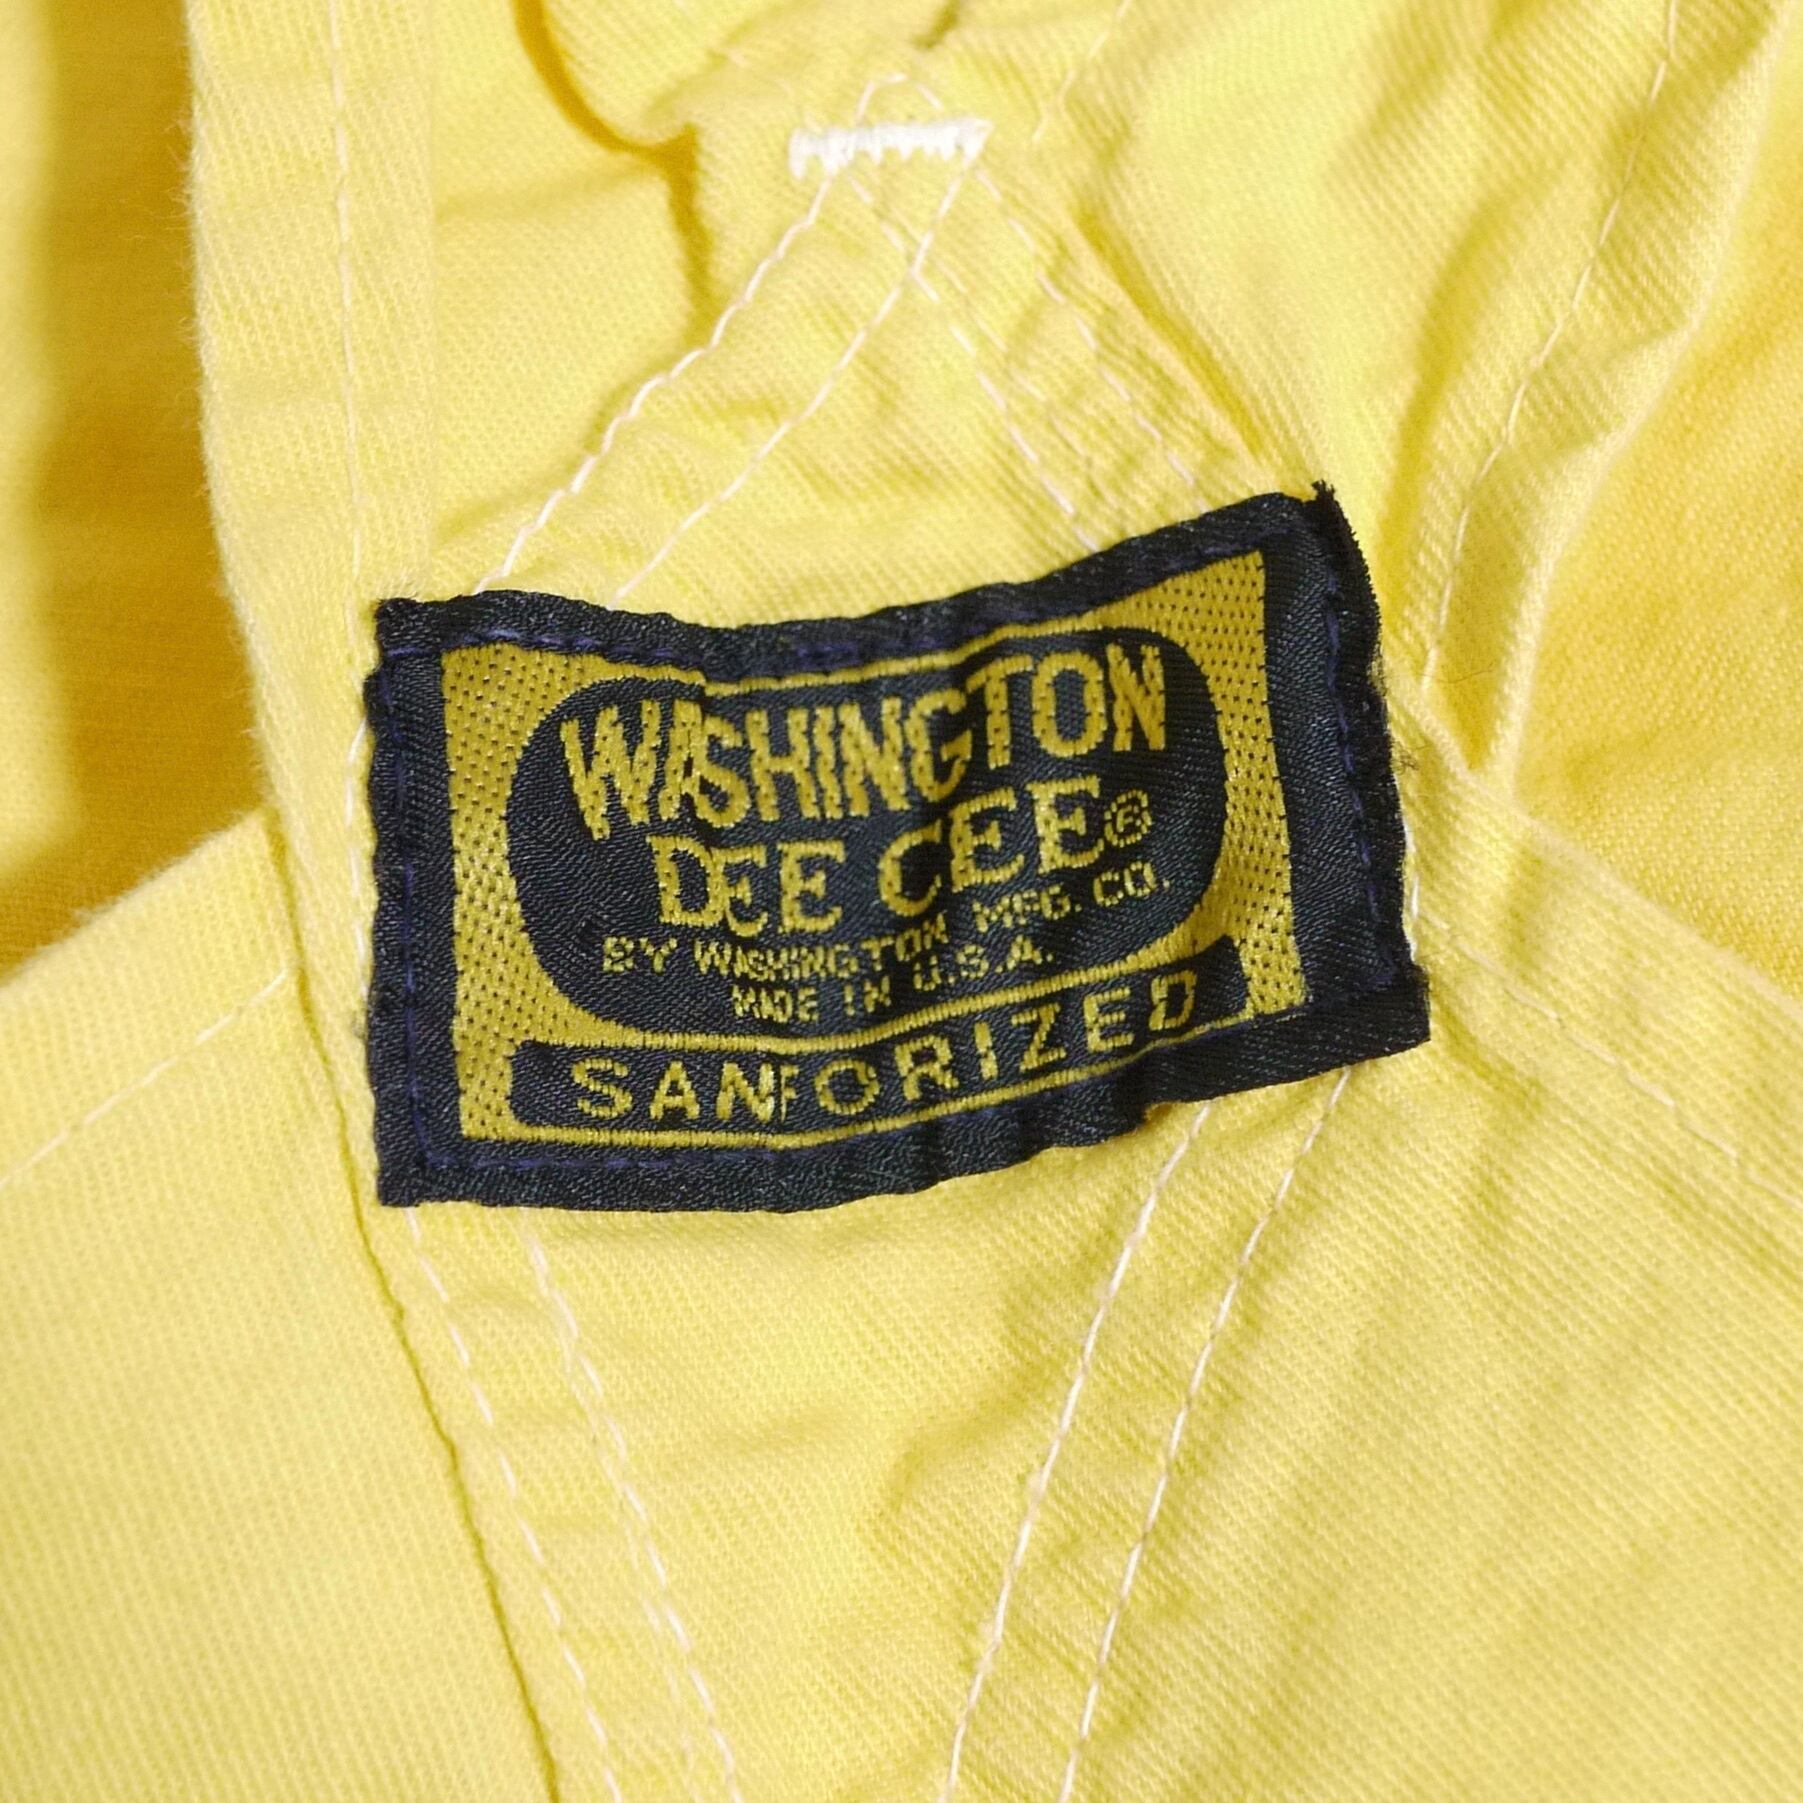 WASHINGTON
DEE CEE®
BY WASHINGTON MFG. CO.
MADE IN U.S.A.
SANFORIZED